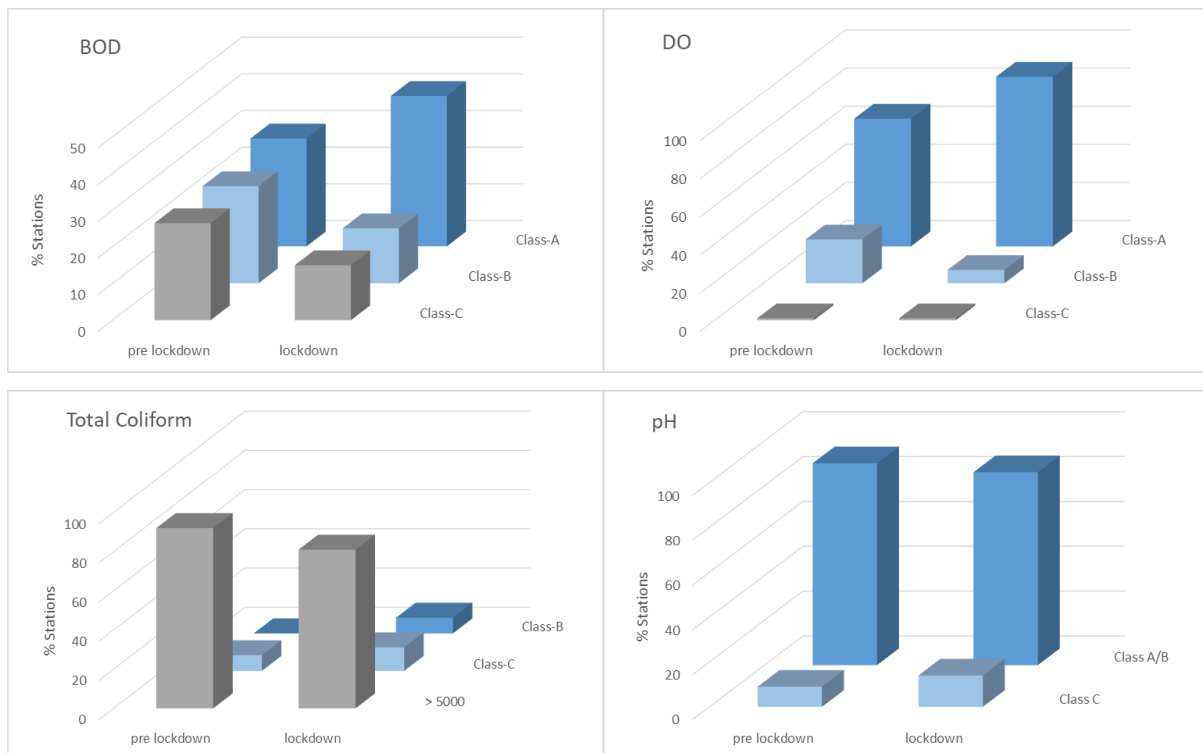 BOD
% Stations
50
40
30
20
10
0
Class-A
Class-B
Class-C
pre lockdown
lockdown
DO
% Stations
100
80
60
40
20
0
Class-A
Class-B
Class-C
pre lockdown
lockdown
Total Coliform
% Stations
100
80
60
40
20
0
Class-B
Class-C
> 5000
pre lockdown
lockdown
pH
% Stations
100
80
60
40
20
0
Class A/B
Class C
pre lockdown
lockdown